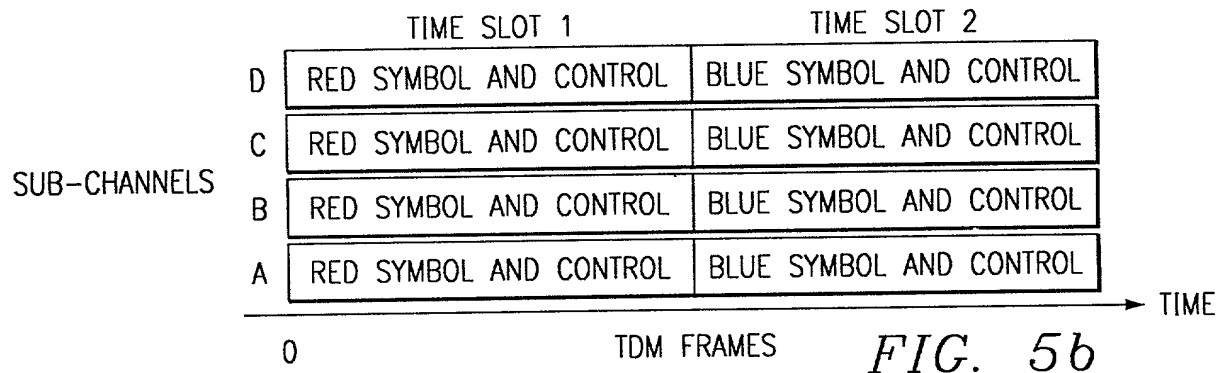 TIME SLOT 1 TIME SLOT 2
D RED SYMBOL AND CONTROL BLUE SYMBOL AND CONTROL
C RED SYMBOL AND CONTROL BLUE SYMBOL AND CONTROL
SUB-CHANNELS
B RED SYMBOL AND CONTROL BLUE SYMBOL AND CONTROL
A RED SYMBOL AND CONTROL BLUE SYMBOL AND CONTROL
TIME
0 TDM FRAMES FIG. 5b